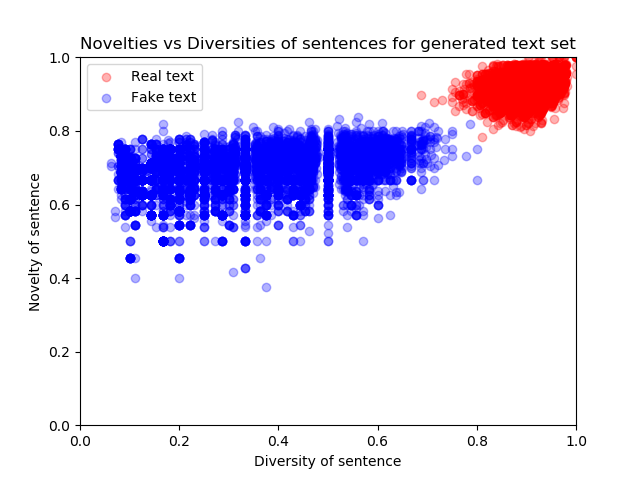 Novelties vs Diversities of sentences for generated text set
Real text
Fake text
Novelty of sentence
1.0
0.8
0.6
0.4
0.2
0.0
0.0 0.2 0.4 0.6 0.8 1.0
Diversity of sentence